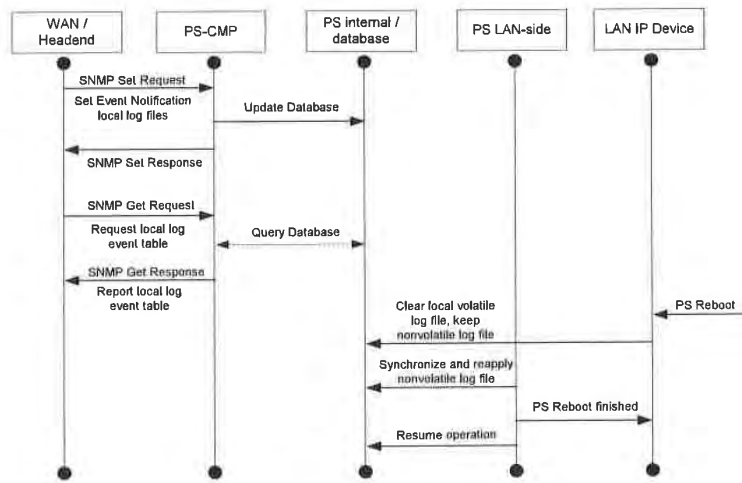 WAN /
Headend
PS-CMP
PS internal /
database
PS LAN-side
LAN IP Device
SNMP Set Request
Set Event Notification
local log files
Update Database
SNMP Set Response
SNMP Get Request
Request local log
event table
Query Database
SNMP Get Response
Report local log
event table
Clear local volatile
log file, keep
nonvolatile log file
PS Reboot
Synchronize and reapply
nonvolatile log file
PS Reboot finished
Resume operation